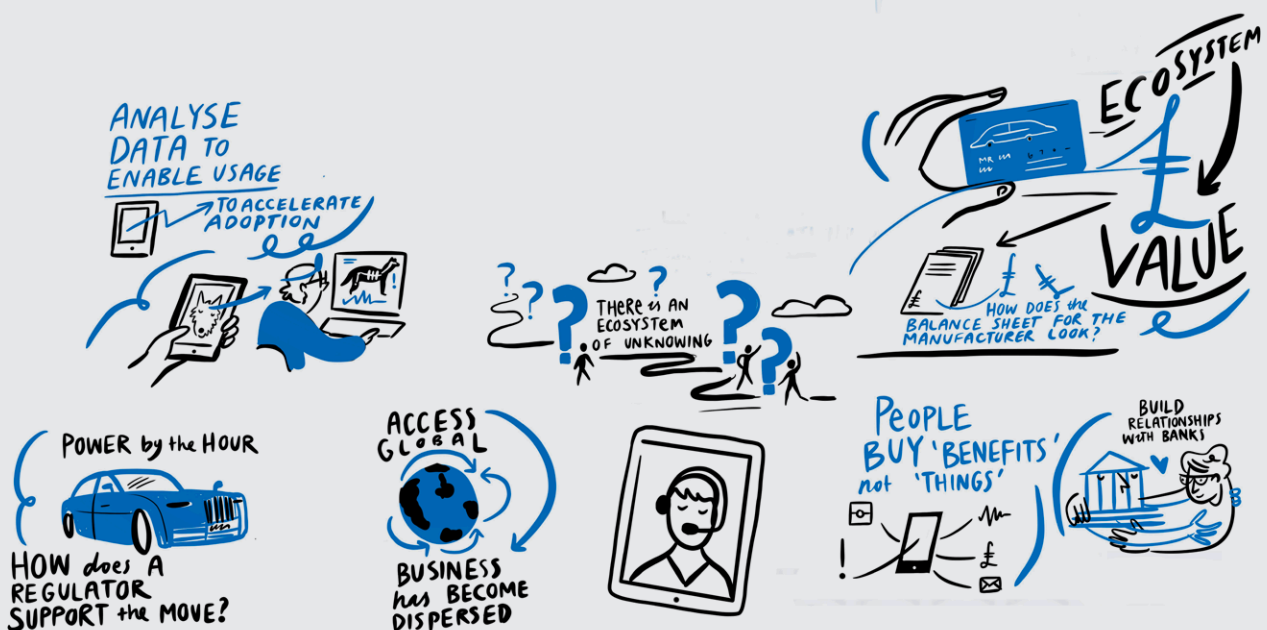 ANALYSE
DATA TO
ENABLE USAGE
TO ACCELERATE
ADOPTION
!
?
?
?
?
?
?
THERE is AN
ECOSYSTEM
OF UNKNOWING
ECOSYSTEM
£
VALUE
MR
£
£
HOW DOES the
BALANCE SHEET FOR THE
MANUFACTURER LOOK?
POWER by the HOUR
HOW does A
REGULATOR
SUPPORT the MOVE?
ACCESS
GLOBAL
BUSINESS
has BECOME
DISPERSED
PEOPLE
BUY 'BENEFITS'
not 'THINGS'
!
£
BUILD
RELATIONSHIPS
WITH BANKS